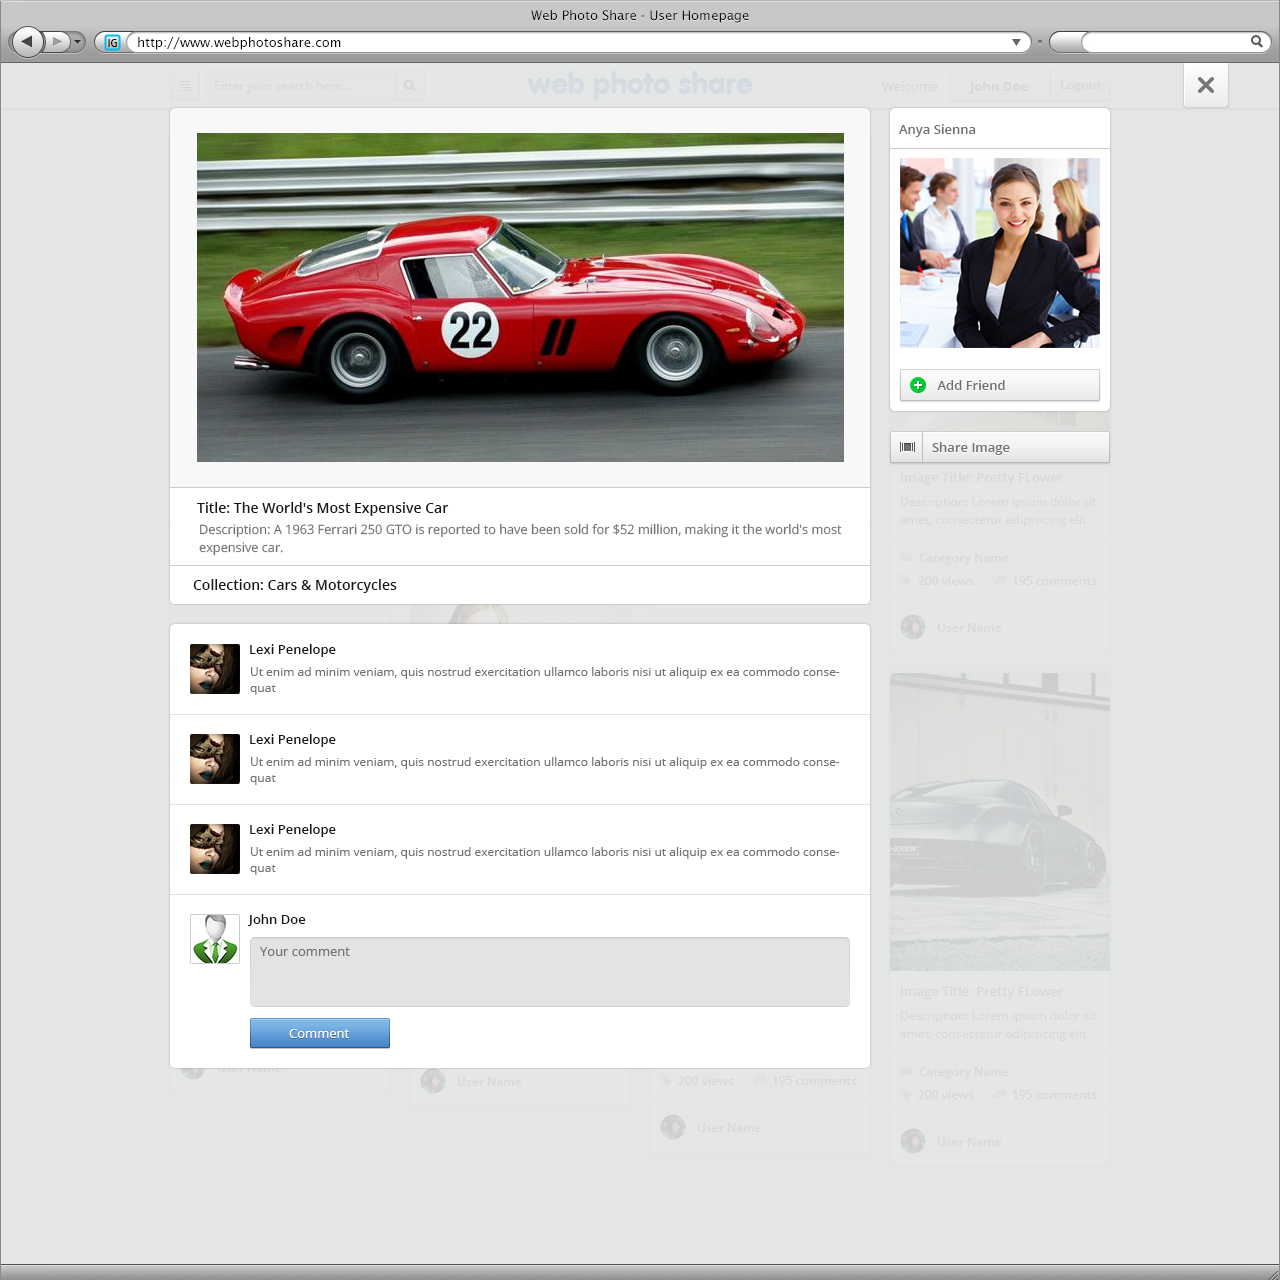 Web Photo Share - User Homepage
http://www.webphotoshare.com
Enter your search here...
web photo share
Welcome
John Doe
Logout
22
Title: The World's Most Expensive Car
Description: A 1963 Ferrari 250 GTO is reported to have been sold for $52 million, making it the world's most
expensive car.
Collection: Cars & Motorcycles
Lexi Penelope
Ut enim ad minim veniam, quis nostrud exercitation ullamco laboris nisi ut aliquip ex ea commodo conse-
quat
Lexi Penelope
Ut enim ad minim veniam, quis nostrud exercitation ullamco laboris nisi ut aliquip ex ea commodo conse-
quat
Lexi Penelope
Ut enim ad minim veniam, quis nostrud exercitation ullamco laboris nisi ut aliquip ex ea commodo conse-
quat
John Doe
Your comment
Comment
Anya Sienna
Add Friend
Share Image
Image Title: Pretty FLower
Description: Lorem ipsum dolor sit
amet, consectetur adipisicing elit
Category Name
200 views
195 comments
User Name
Image Title: Pretty FLower
Description: Lorem ipsum dolor sit
amet, consectetur adipisicing elit
Category Name
200 views
195 comments
User Name
User Name
User Name
200 views
195 comments
User Name